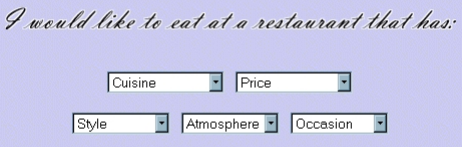 I would like to eat at a restaurant that has:
Cuisine Price
Style Atmosphere Occasion